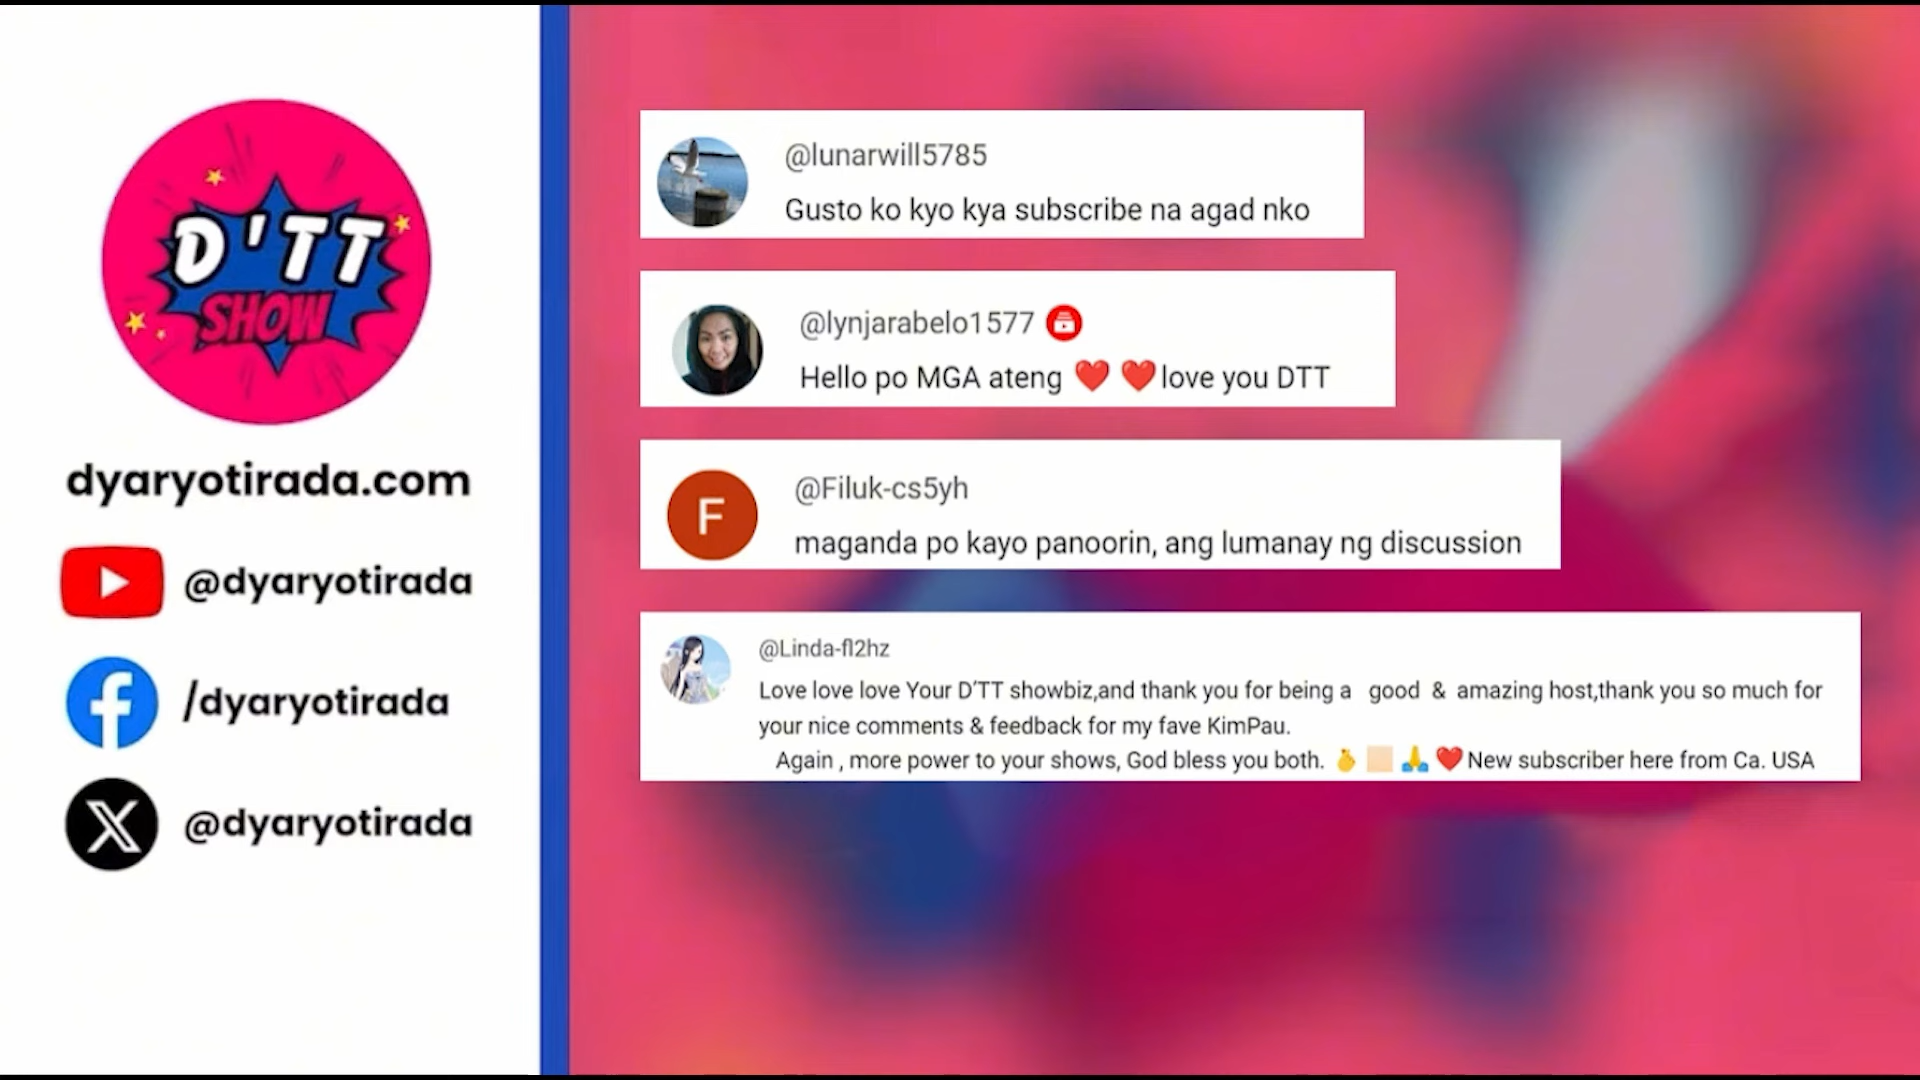 D'TT
SHOW
dyaryotirada.com
@dyaryotirada
/dyaryotirada
@dyaryotirada
@lunarwill5785
Gusto ko kyo kya subscribe na agad nko
@lynjarabelo1577
Hello po MGA ateng ❤️ ❤️love you DTT
F
@Filuk-cs5yh
maganda po kayo panoorin, ang lumanay ng discussion
@Linda-fl2hz
Love love love Your D'TT showbiz,and thank you for being a good & amazing host,thank you so much for
your nice comments & feedback for my fave KimPau.
Again , more power to your shows, God bless you both. 🫰🏻🙏❤️New subscriber here from Ca. USA